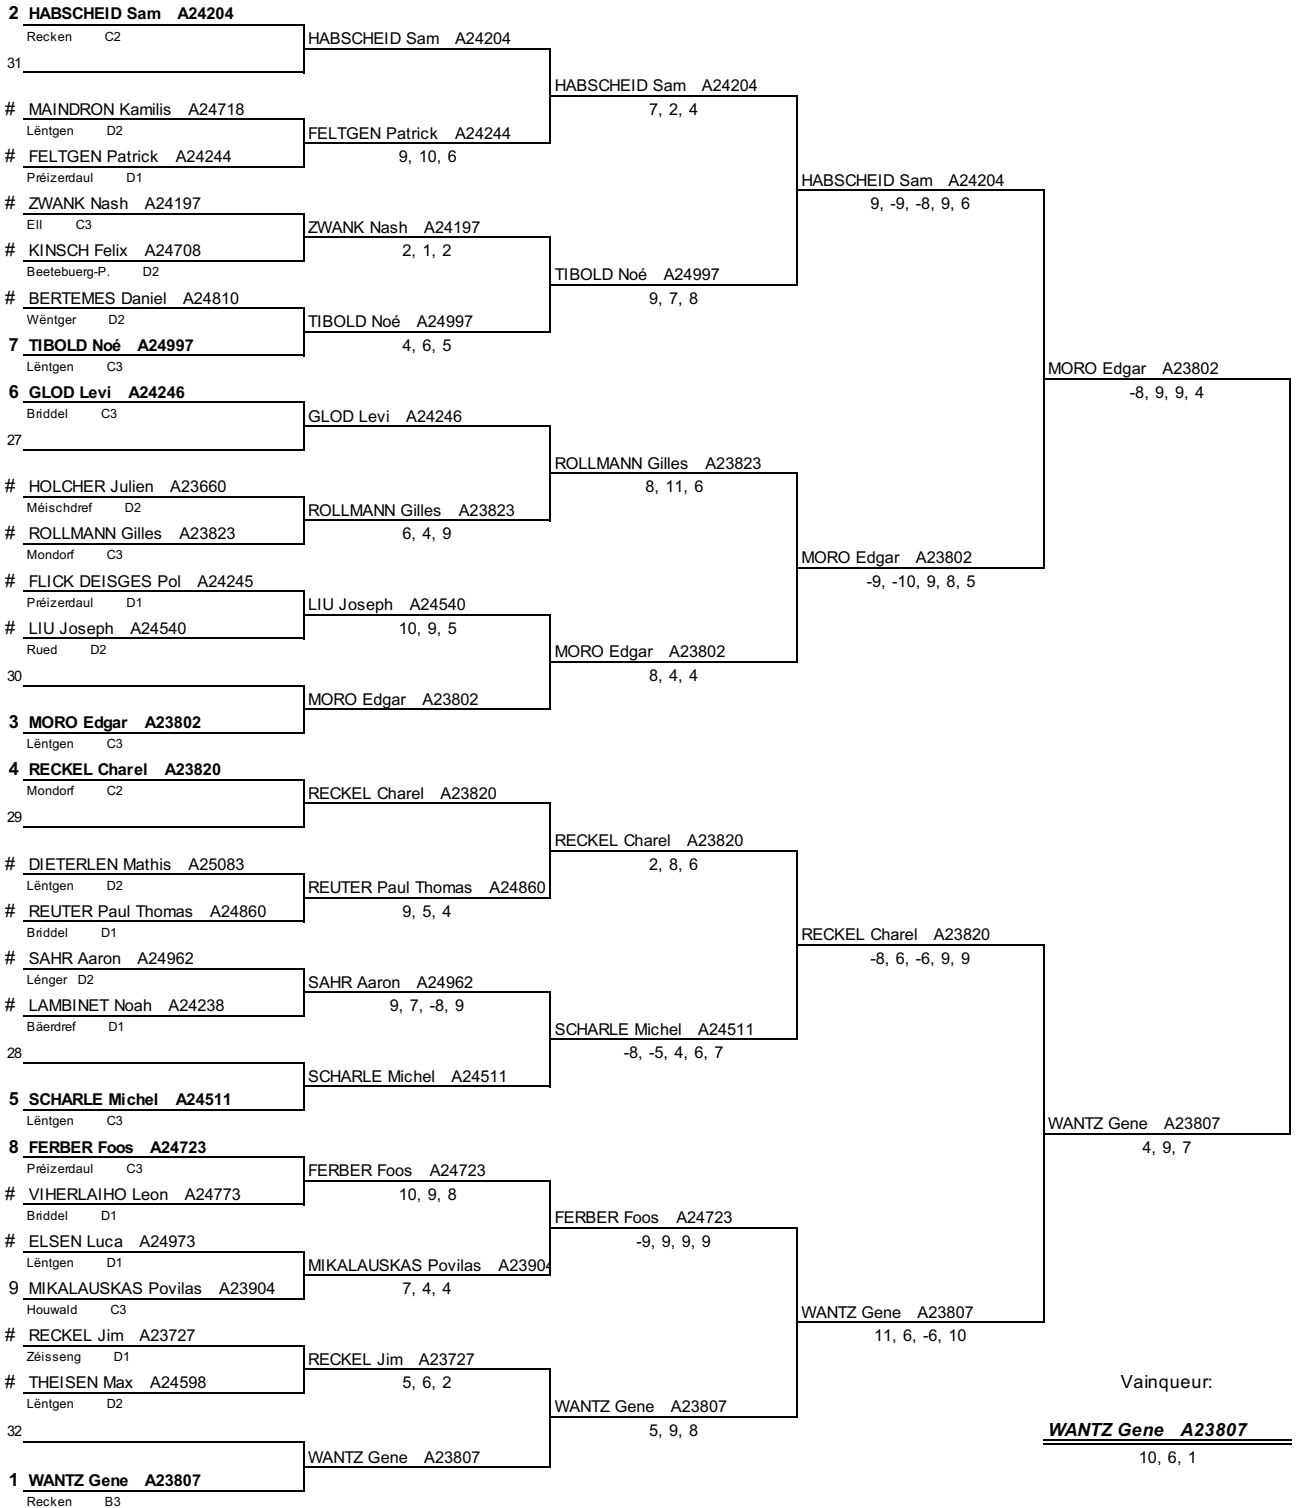 2 HABSCHEID Sam A24204
Recken C2
HABSCHEID Sam A24204
31
HABSCHEID Sam A24204
7, 2, 4
# MAINDRON Kamilis A24718
Lëntgen D2
FELTGEN Patrick A24244
9, 10, 6
# FELTGEN Patrick A24244
Préizerdaul D1
HABSCHEID Sam A24204
9, -9, -8, 9, 6
# ZWANK Nash A24197
Ell C3
ZWANK Nash A24197
2, 1, 2
# KINSCH Felix A24708
Beetebuerg-P. D2
TIBOLD Noé A24997
9, 7, 8
# BERTEMES Daniel A24810
Wëntger D2
TIBOLD Noé A24997
4, 6, 5
7 TIBOLD Noé A24997
Lëntgen C3
MORO Edgar A23802
-8, 9, 9, 4
6 GLOD Levi A24246
Briddel C3
GLOD Levi A24246
27
ROLLMANN Gilles A23823
8, 11, 6
# HOLCHER Julien A23660
Méischdref D2
ROLLMANN Gilles A23823
6, 4, 9
# ROLLMANN Gilles A23823
Mondorf C3
MORO Edgar A23802
-9, -10, 9, 8, 5
# FLICK DEISGES Pol A24245
Préizerdaul D1
LIU Joseph A24540
10, 9, 5
# LIU Joseph A24540
Rued D2
MORO Edgar A23802
8, 4, 4
30
MORO Edgar A23802
3 MORO Edgar A23802
Lëntgen C3
4 RECKEL Charel A23820
Mondorf C2
RECKEL Charel A23820
29
RECKEL Charel A23820
2, 8, 6
# DIETERLEN Mathis A25083
Lëntgen D2
REUTER Paul Thomas A24860
9, 5, 4
# REUTER Paul Thomas A24860
Briddel D1
RECKEL Charel A23820
-8, 6, -6, 9, 9
# SAHR Aaron A24962
Lénger D2
SAHR Aaron A24962
9, 7, -8, 9
# LAMBINET Noah A24238
Bäerdref D1
SCHARLE Michel A24511
-8, -5, 4, 6, 7
28
SCHARLE Michel A24511
5 SCHARLE Michel A24511
Lëntgen C3
WANTZ Gene A23807
4, 9, 7
8 FERBER Foos A24723
Préizerdaul C3
FERBER Foos A24723
10, 9, 8
# VIHERLAIHO Leon A24773
Briddel D1
FERBER Foos A24723
-9, 9, 9, 9
# ELSEN Luca A24973
Lëntgen D1
MIKALAUSKAS Povilas A23904
7, 4, 4
9 MIKALAUSKAS Povilas A23904
Houwald C3
WANTZ Gene A23807
11, 6, -6, 10
# RECKEL Jim A23727
Zéisseng D1
RECKEL Jim A23727
5, 6, 2
# THEISEN Max A24598
Lëntgen D2
WANTZ Gene A23807
5, 9, 8
32
WANTZ Gene A23807
1 WANTZ Gene A23807
Recken B3
Vainqueur:
WANTZ Gene A23807
10, 6, 1